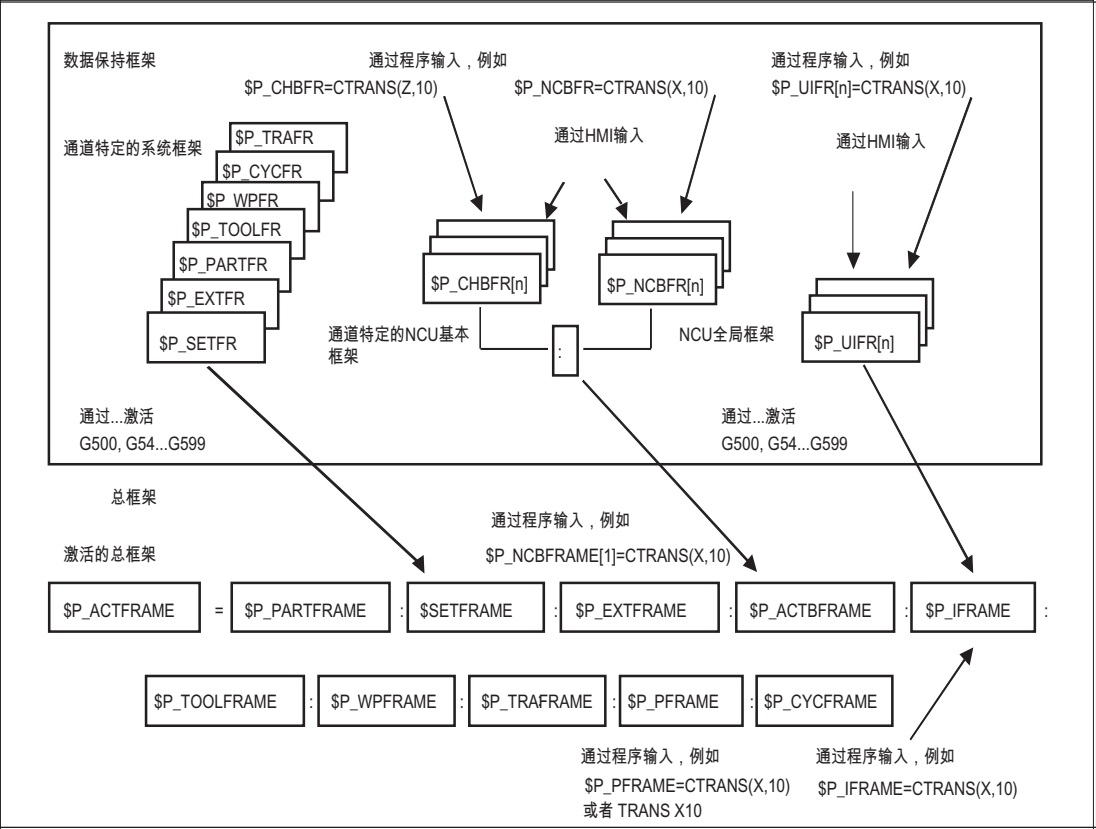 数据保持框架
通过程序输入，例如
$P_CHBFR=CTRANS(Z,10)
$P_NCBFR=CTRANS(X,10)
通过程序输入，例如
$P_UIFR[n]=CTRANS(X,10)
通过HMI输入
通过HMI输入
通道特定的系统框架
$P_TRAFR
$P_CYCFR
$P_WPFR
$P_TOOLFR
$P_PARTFR
$P_EXTFR
$P_SETFR
$P_CHBFR[n]
$P_NCBFR[n]
$P_UIFR[n]
通道特定的NCU基本
框架
:
NCU全局框架
通过...激活
G500, G54...G599
通过...激活
G500, G54...G599
总框架
通过程序输入，例如
$P_NCBFRAME[1]=CTRANS(X,10)
激活的总框架
$P_ACTFRAME = $P_PARTFRAME : $SETFRAME : $P_EXTFRAME : $P_ACTBFRAME : $P_IFRAME :
$P_TOOLFRAME : $P_WPFRAME : $P_TRAFRAME : $P_PFRAME : $P_CYCFRAME
通过程序输入，例如
$P_PFRAME=CTRANS(X,10)
或者 TRANS X10
通过程序输入，例如
$P_IFRAME=CTRANS(X,10)